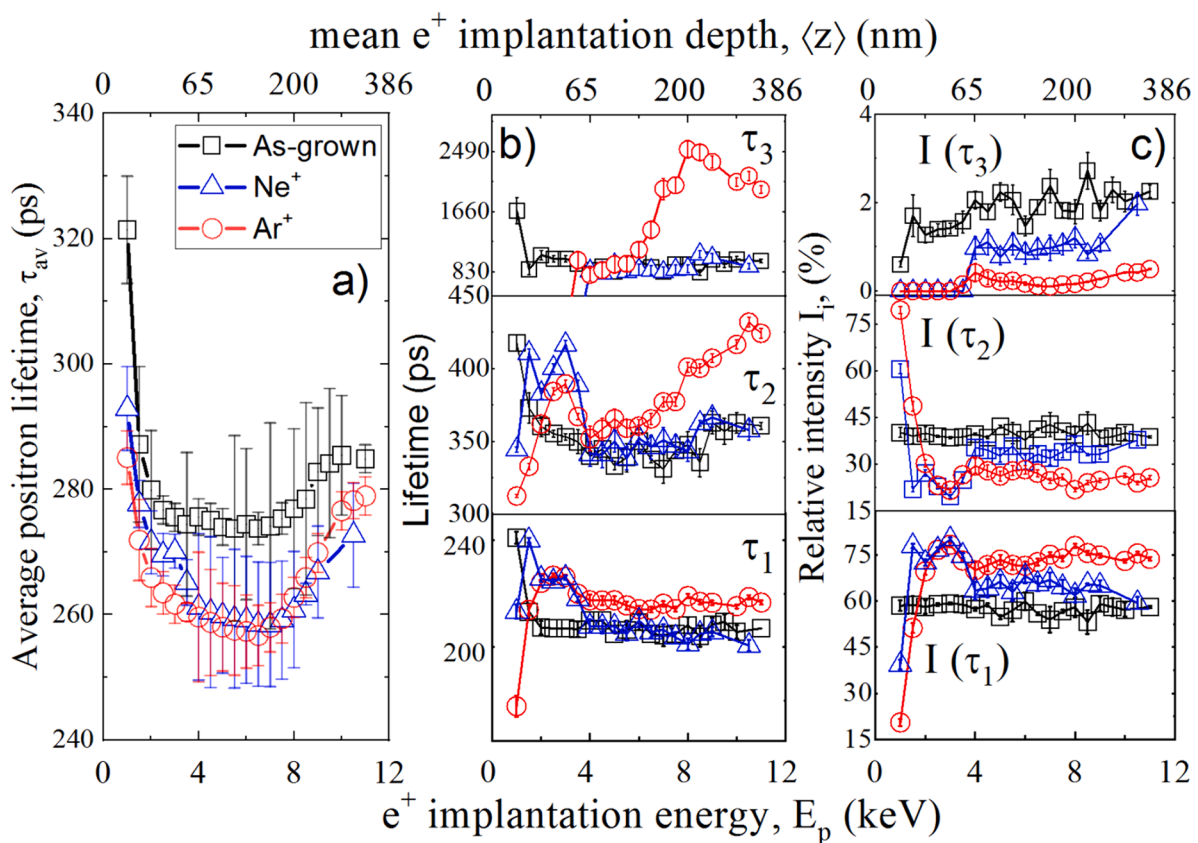 mean e⁺ implantation depth, ⟨z⟩ (nm)
0 65 200 386
0 65 200 386
0 65 200 386
340
320
300
280
260
240
Average positron lifetime, τav (ps)
As-grown
Ne⁺
Ar⁺
a)
0 4 8 12
b)
τ₃
2490
1660
830
450
Lifetime (ps)
τ₂
400
350
300
τ₁
240
200
0 4 8 12
c)
I (τ₃)
4
2
0
Relative intensity Iᵢ, (%)
I (τ₂)
75
60
45
30
15
I (τ₁)
75
60
45
30
15
0 4 8 12
e⁺ implantation energy, Eₚ (keV)